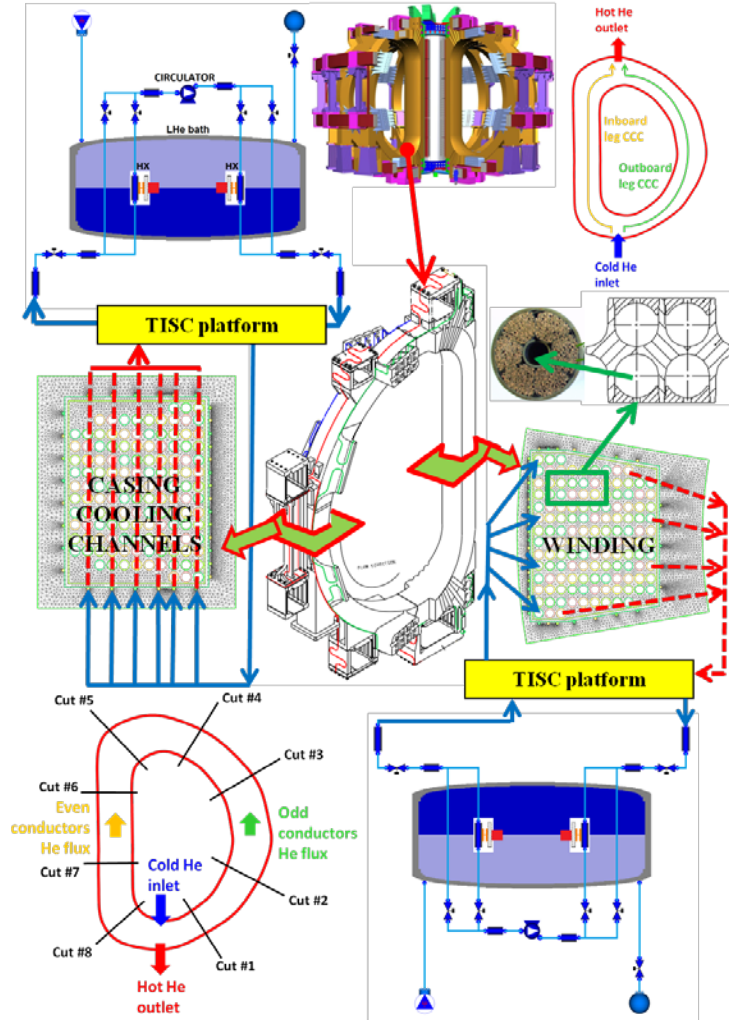 Hot He
outlet
CIRCULATOR
LHe bath
HX
HX
Inboard
leg CCC
Outboard
leg CCC
Cold He
inlet
TISC platform
CASING
COOLING
CHANNELS
WINDING
TISC platform
Cut #5
Cut #4
Cut #3
Cut #6
Even
conductors
He flux
Odd
conductors
He flux
Cut #7
Cold He
inlet
Cut #2
Cut #8
Cut #1
Hot He
outlet